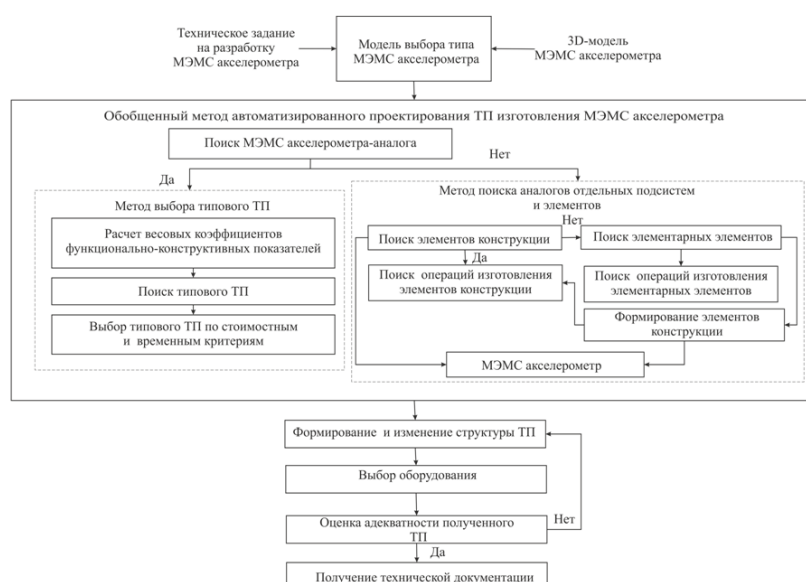 Техническое задание
на разработку
МЭМС акселерометра
Модель выбора типа
МЭМС акселерометра
3D-модель
МЭМС акселерометра
Обобщенный метод автоматизированного проектирования ТП изготовления МЭМС акселерометра
Поиск МЭМС акселерометра-аналога
Да
Нет
Метод выбора типового ТП
Расчет весовых коэффициентов
функционально-конструктивных показателей
Поиск типового ТП
Выбор типового ТП по стоимостным
и временным критериям
Метод поиска аналогов отдельных подсистем
и элементов
Нет
Поиск элементов конструкции
Поиск элементарных элементов
Да
Поиск операций изготовления
элементов конструкции
Поиск операций изготовления
элементарных элементов
Формирование элементов
конструкции
МЭМС акселерометр
Формирование и изменение структуры ТП
Выбор оборудования
Оценка адекватности полученного
ТП
Нет
Да
Получение технической документации